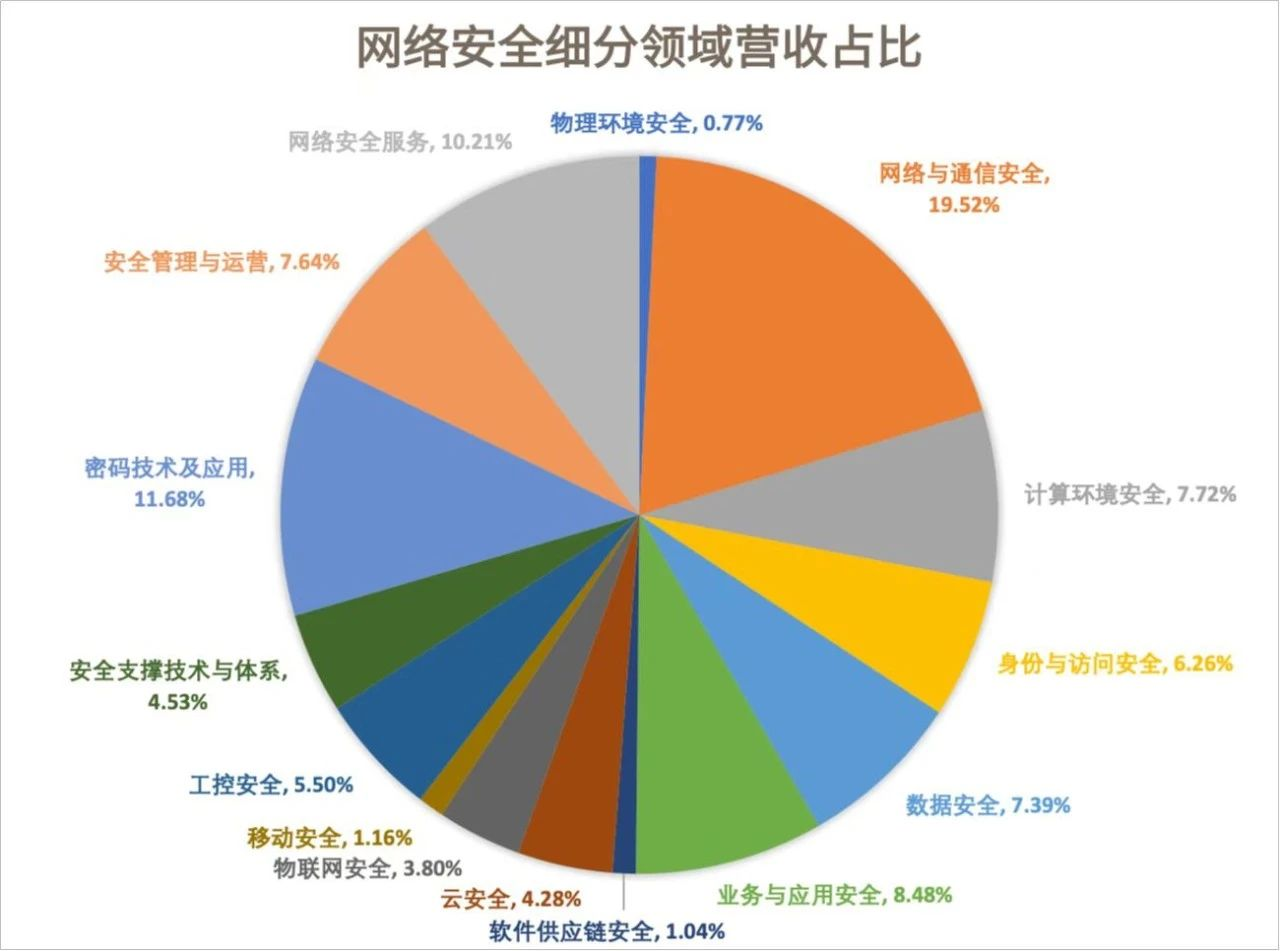 网络安全细分领域营收占比
物理环境安全, 0.77%
网络与通信安全,
19.52%
计算环境安全, 7.72%
身份与访问安全, 6.26%
数据安全, 7.39%
业务与应用安全, 8.48%
软件供应链安全, 1.04%
云安全, 4.28%
物联网安全, 3.80%
移动安全, 1.16%
工控安全, 5.50%
安全支撑技术与体系,
4.53%
密码技术及应用,
11.68%
安全管理与运营, 7.64%
网络安全服务, 10.21%